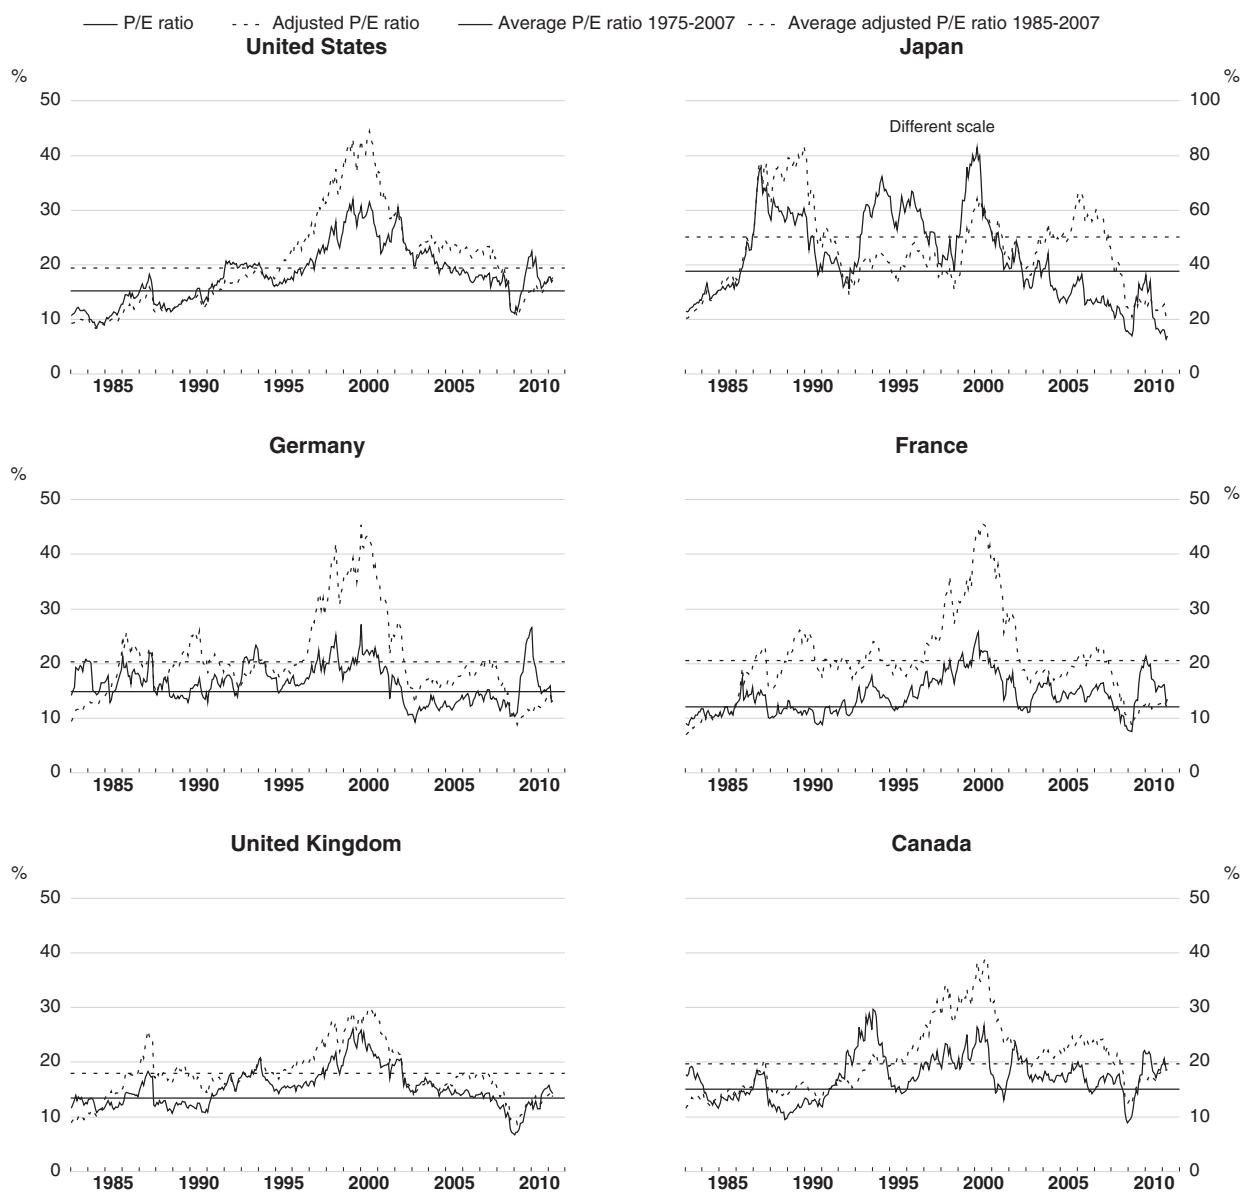 P/E ratio Adjusted P/E ratio Average P/E ratio 1975-2007 Average adjusted P/E ratio 1985-2007
United States Japan
% %
50 100
Different scale
40 80
30 60
20 40
10 20
0 0
1985 1990 1995 2000 2005 2010 1985 1990 1995 2000 2005 2010
Germany France
% %
50 50
40 40
30 30
20 20
10 10
0 0
1985 1990 1995 2000 2005 2010 1985 1990 1995 2000 2005 2010
United Kingdom Canada
% %
50 50
40 40
30 30
20 20
10 10
0 0
1985 1990 1995 2000 2005 2010 1985 1990 1995 2000 2005 2010